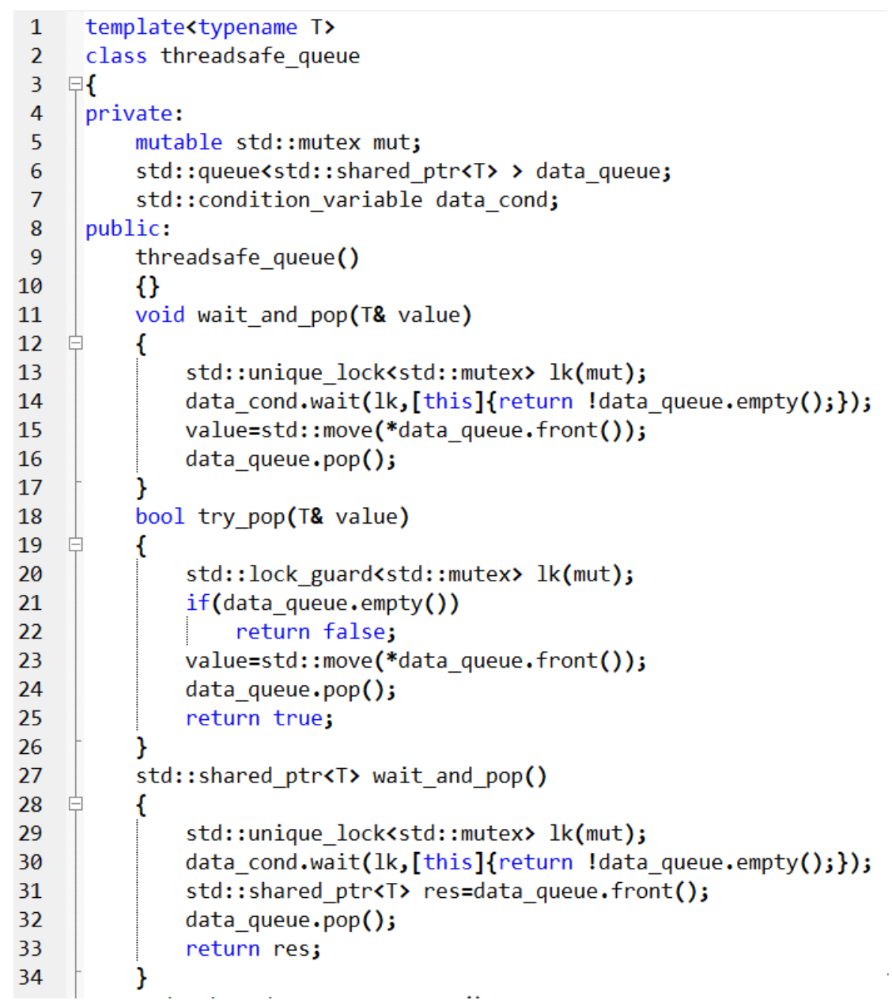 1 template<typename T>
2 class threadsafe_queue
3 {
4 private:
5 mutable std::mutex mut;
6 std::queue<std::shared_ptr<T> > data_queue;
7 std::condition_variable data_cond;
8 public:
9 threadsafe_queue()
10 {}
11 void wait_and_pop(T& value)
12 {
13 std::unique_lock<std::mutex> lk(mut);
14 data_cond.wait(lk,[this]{return !data_queue.empty();});
15 value=std::move(*data_queue.front());
16 data_queue.pop();
17 }
18 bool try_pop(T& value)
19 {
20 std::lock_guard<std::mutex> lk(mut);
21 if(data_queue.empty())
22 return false;
23 value=std::move(*data_queue.front());
24 data_queue.pop();
25 return true;
26 }
27 std::shared_ptr<T> wait_and_pop()
28 {
29 std::unique_lock<std::mutex> lk(mut);
30 data_cond.wait(lk,[this]{return !data_queue.empty();});
31 std::shared_ptr<T> res=data_queue.front();
32 data_queue.pop();
33 return res;
34 }